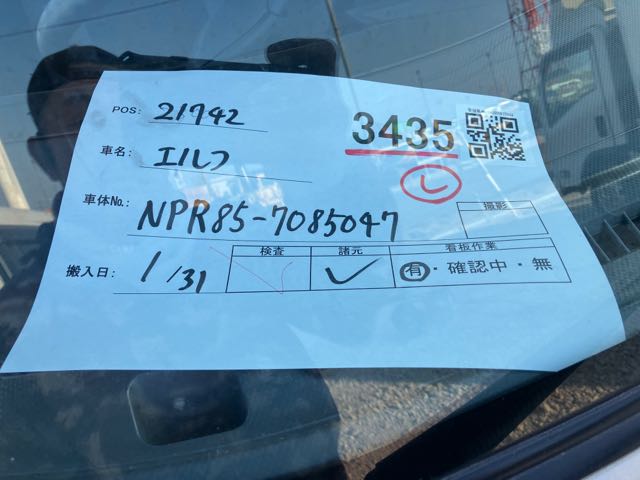 POS: 21742
3435
車名: エルフ
し
車体No.: NPR85-7085047
撮影
搬入日: 1/31
検査 諸元 看板作業
✓ 有・確認中・無